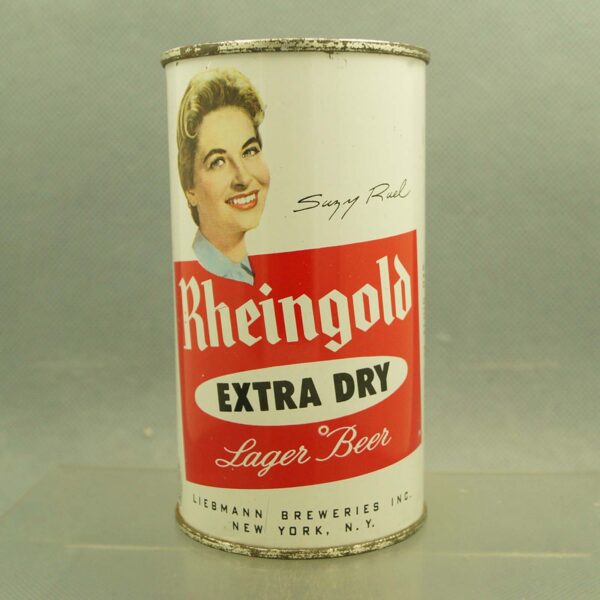 Suzy Ruel
Rheingold
EXTRA DRY
Lager Beer
LIEBMANN BREWERIES INC.
NEW YORK, N.Y.